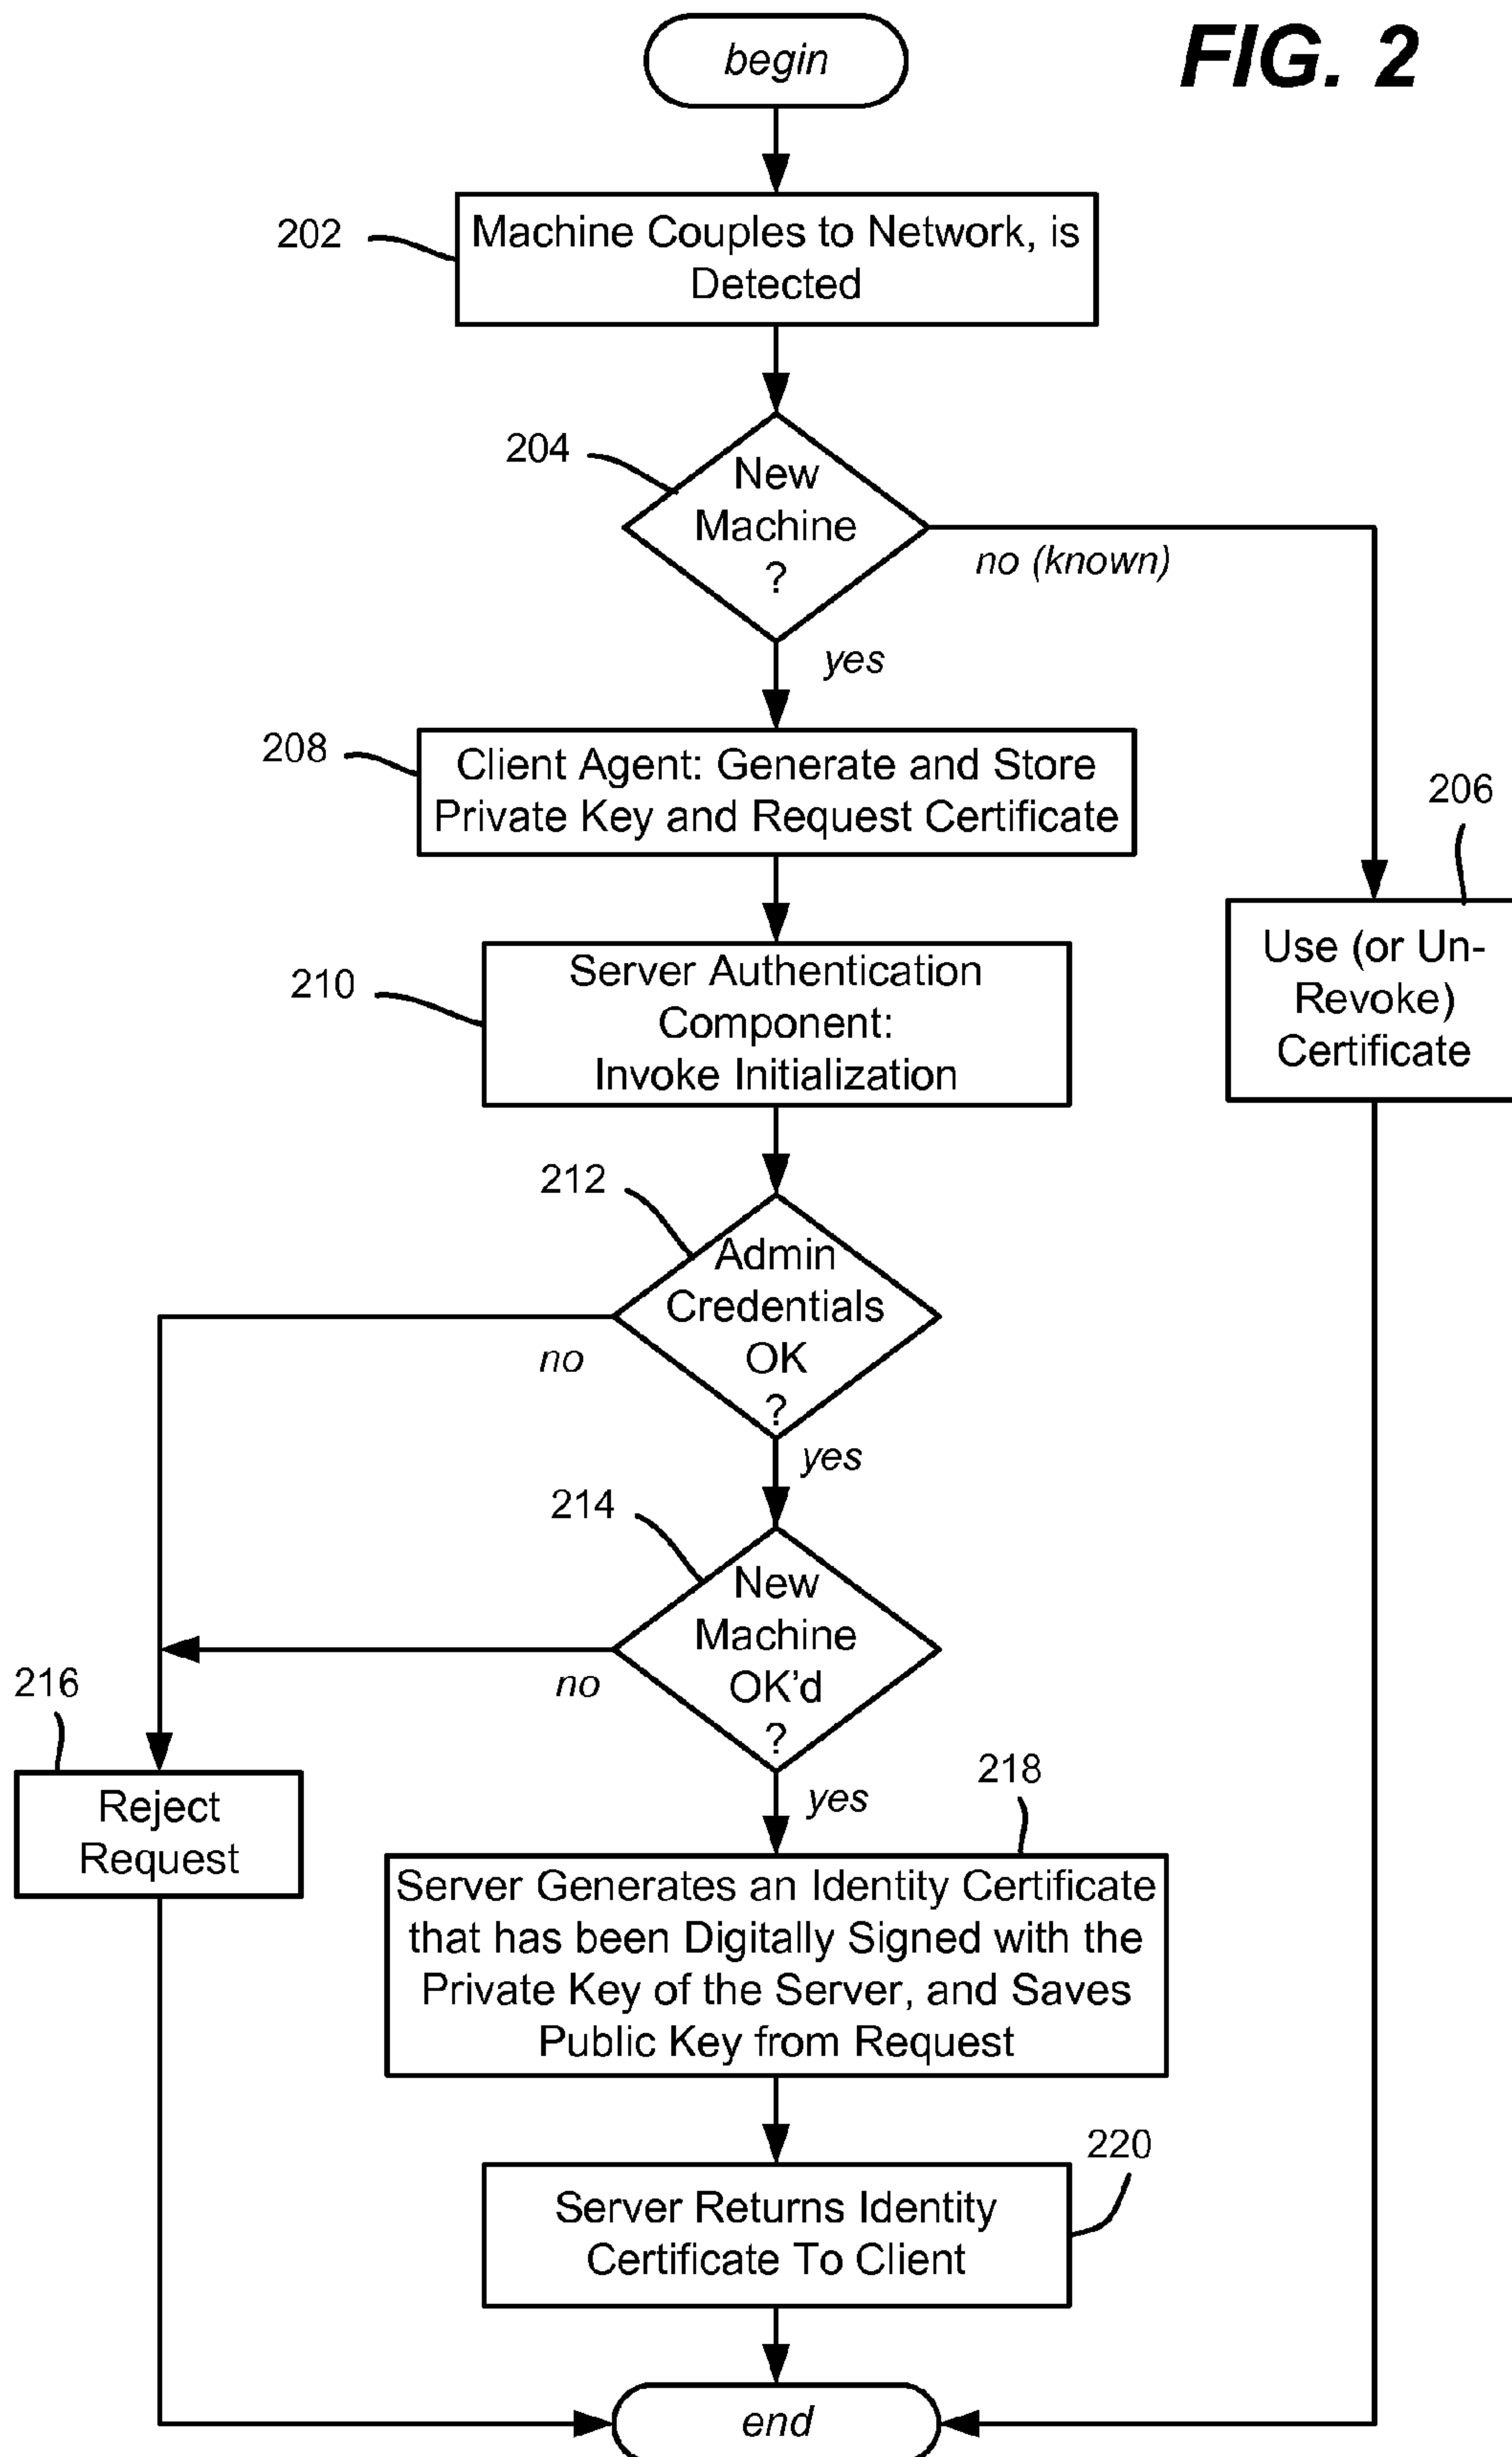 begin
FIG. 2
202
Machine Couples to Network, is
Detected
204
New
Machine
?
no (known)
yes
208
Client Agent: Generate and Store
Private Key and Request Certificate
206
Use (or Un-
Revoke)
Certificate
210
Server Authentication
Component:
Invoke Initialization
212
Admin
Credentials
OK
?
no
yes
214
New
Machine
OK’d
?
no
yes
216
Reject
Request
218
Server Generates an Identity Certificate
that has been Digitally Signed with the
Private Key of the Server, and Saves
Public Key from Request
220
Server Returns Identity
Certificate To Client
end